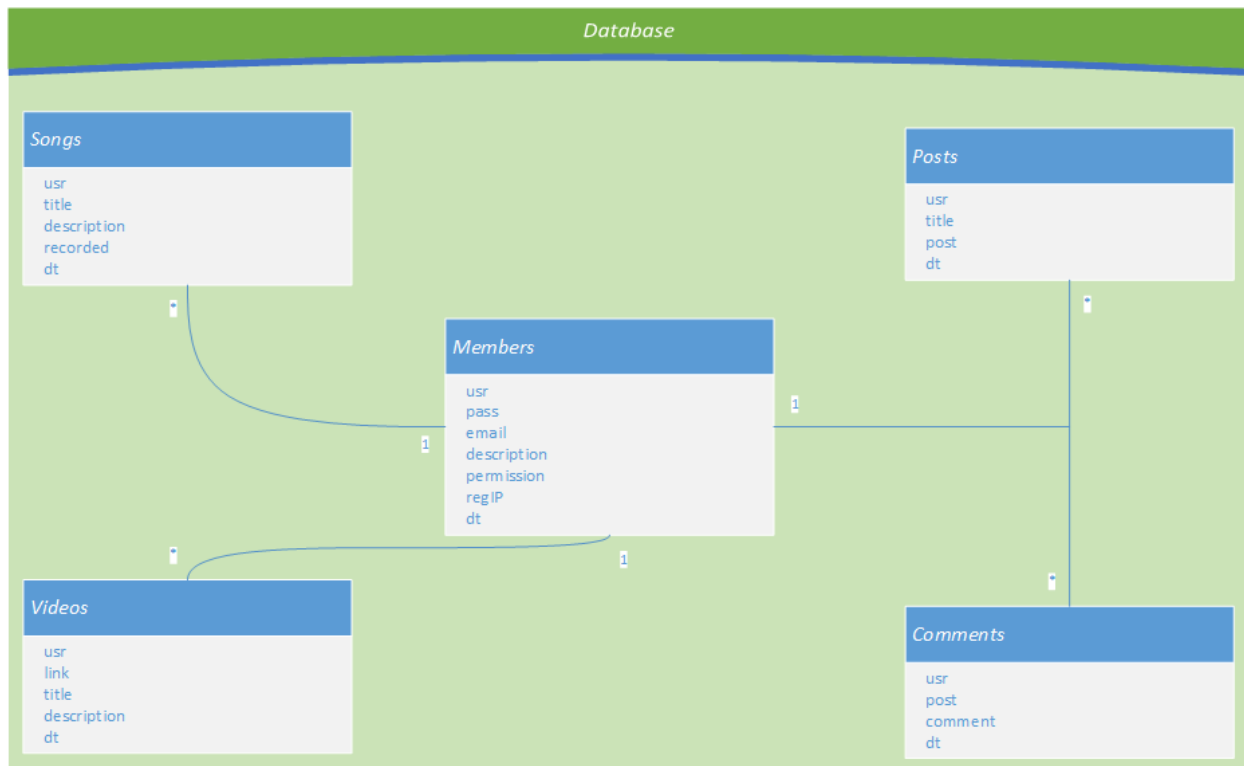 Database
Songs
usr
title
description
recorded
dt
*
Posts
usr
title
post
dt
*
Members
usr
pass
email
description
permission
regIP
dt
1
1
1
*
Videos
usr
link
title
description
dt
*
Comments
usr
post
comment
dt